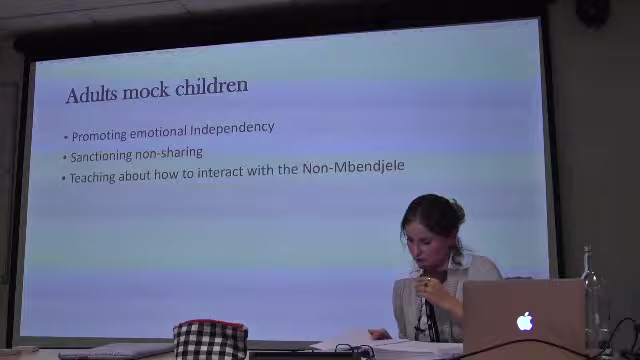 Adults mock children
• Promoting emotional Independency
• Sanctioning non-sharing
• Teaching about how to interact with the Non-Mbendjele